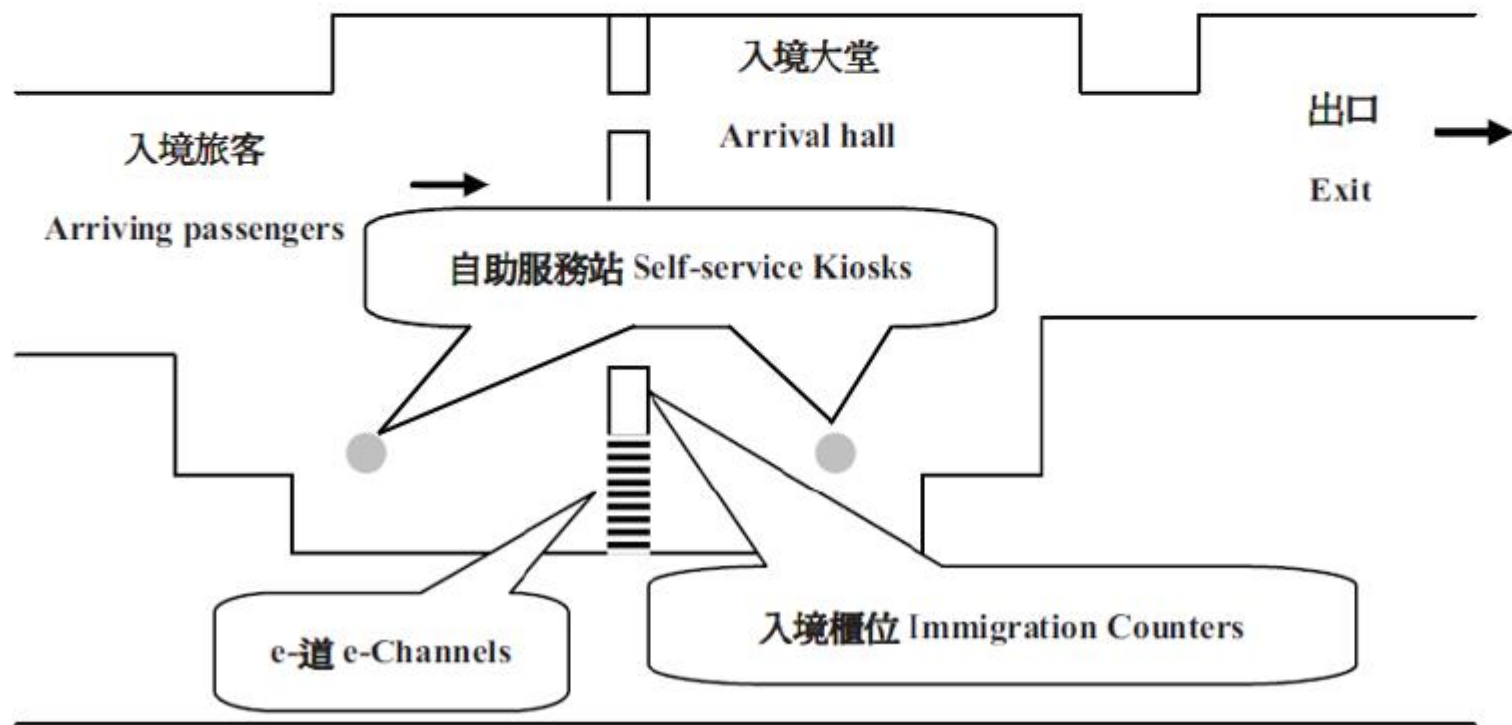 入境大堂
Arrival hall
出口
Exit
入境旅客
Arriving passengers
自助服務站 Self-service Kiosks
e-道 e-Channels
入境櫃位 Immigration Counters